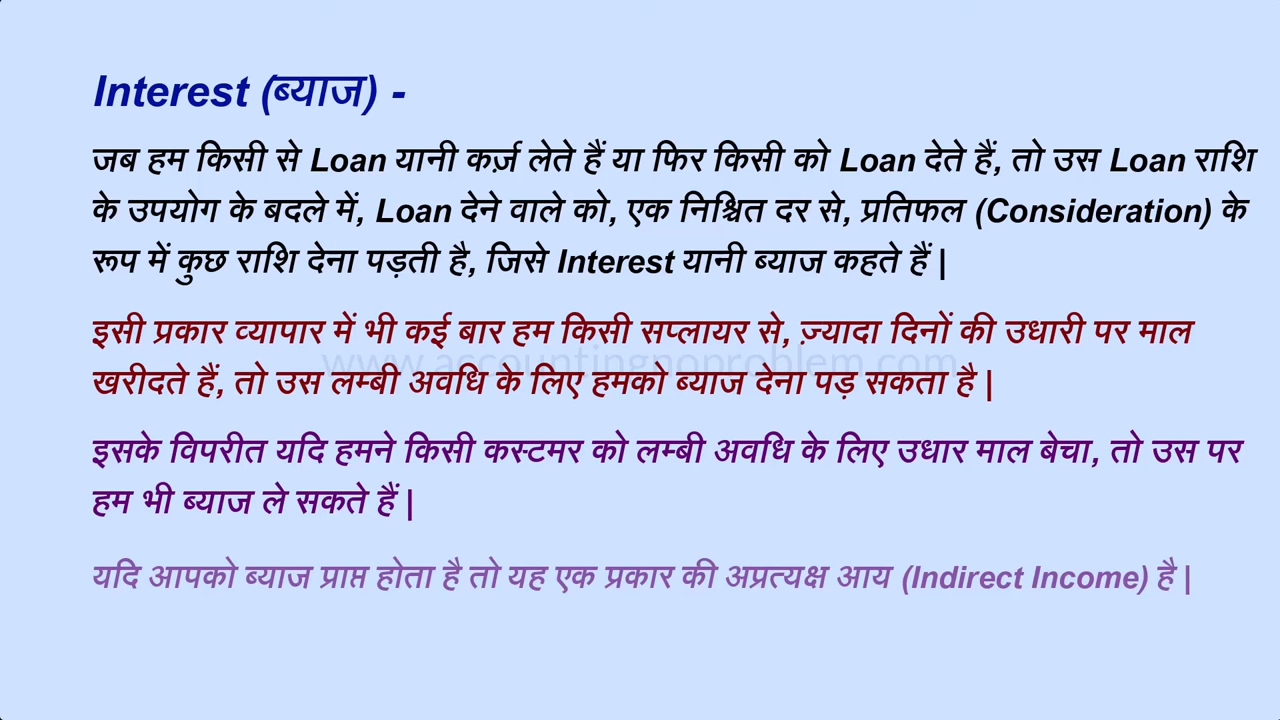 Interest (ब्याज) -
जब हम किसी से Loan यानी कर्ज़ लेते हैं या फिर किसी को Loan देते हैं, तो उस Loan राशि
के उपयोग के बदले में, Loan देने वाले को, एक निश्चित दर से, प्रतिफल (Consideration) के
रूप में कुछ राशि देना पड़ती है, जिसे Interest यानी ब्याज कहते हैं |
इसी प्रकार व्यापार में भी कई बार हम किसी सप्लायर से, ज़्यादा दिनों की उधारी पर माल
www.accountingnoproblem.com
खरीदते हैं, तो उस लम्बी अवधि के लिए हमको ब्याज देना पड़ सकता है |
इसके विपरीत यदि हमने किसी कस्टमर को लम्बी अवधि के लिए उधार माल बेचा, तो उस पर
हम भी ब्याज ले सकते हैं |
यदि आपको ब्याज प्राप्त होता है तो यह एक प्रकार की अप्रत्यक्ष आय (Indirect Income) है |